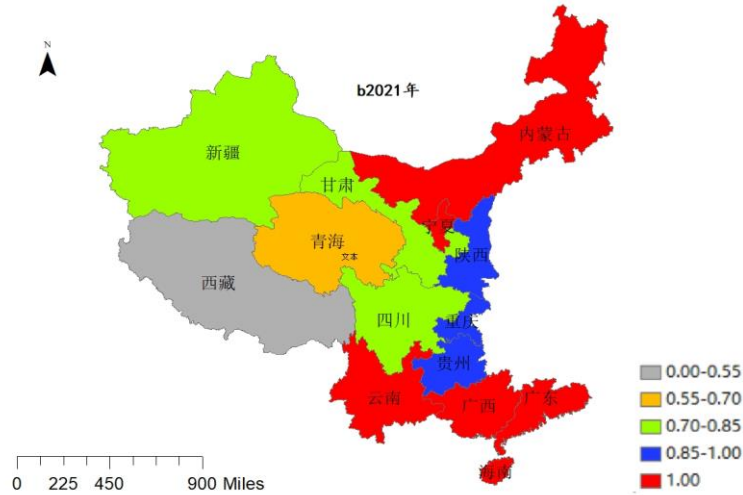 N
b2021年
内蒙古
新疆
甘肃
宁夏
青海
文本
陕西
西藏
四川
重庆
贵州
云南
广西
广东
海南
0.00-0.55
0.55-0.70
0.70-0.85
0.85-1.00
1.00
0 225 450 900 Miles